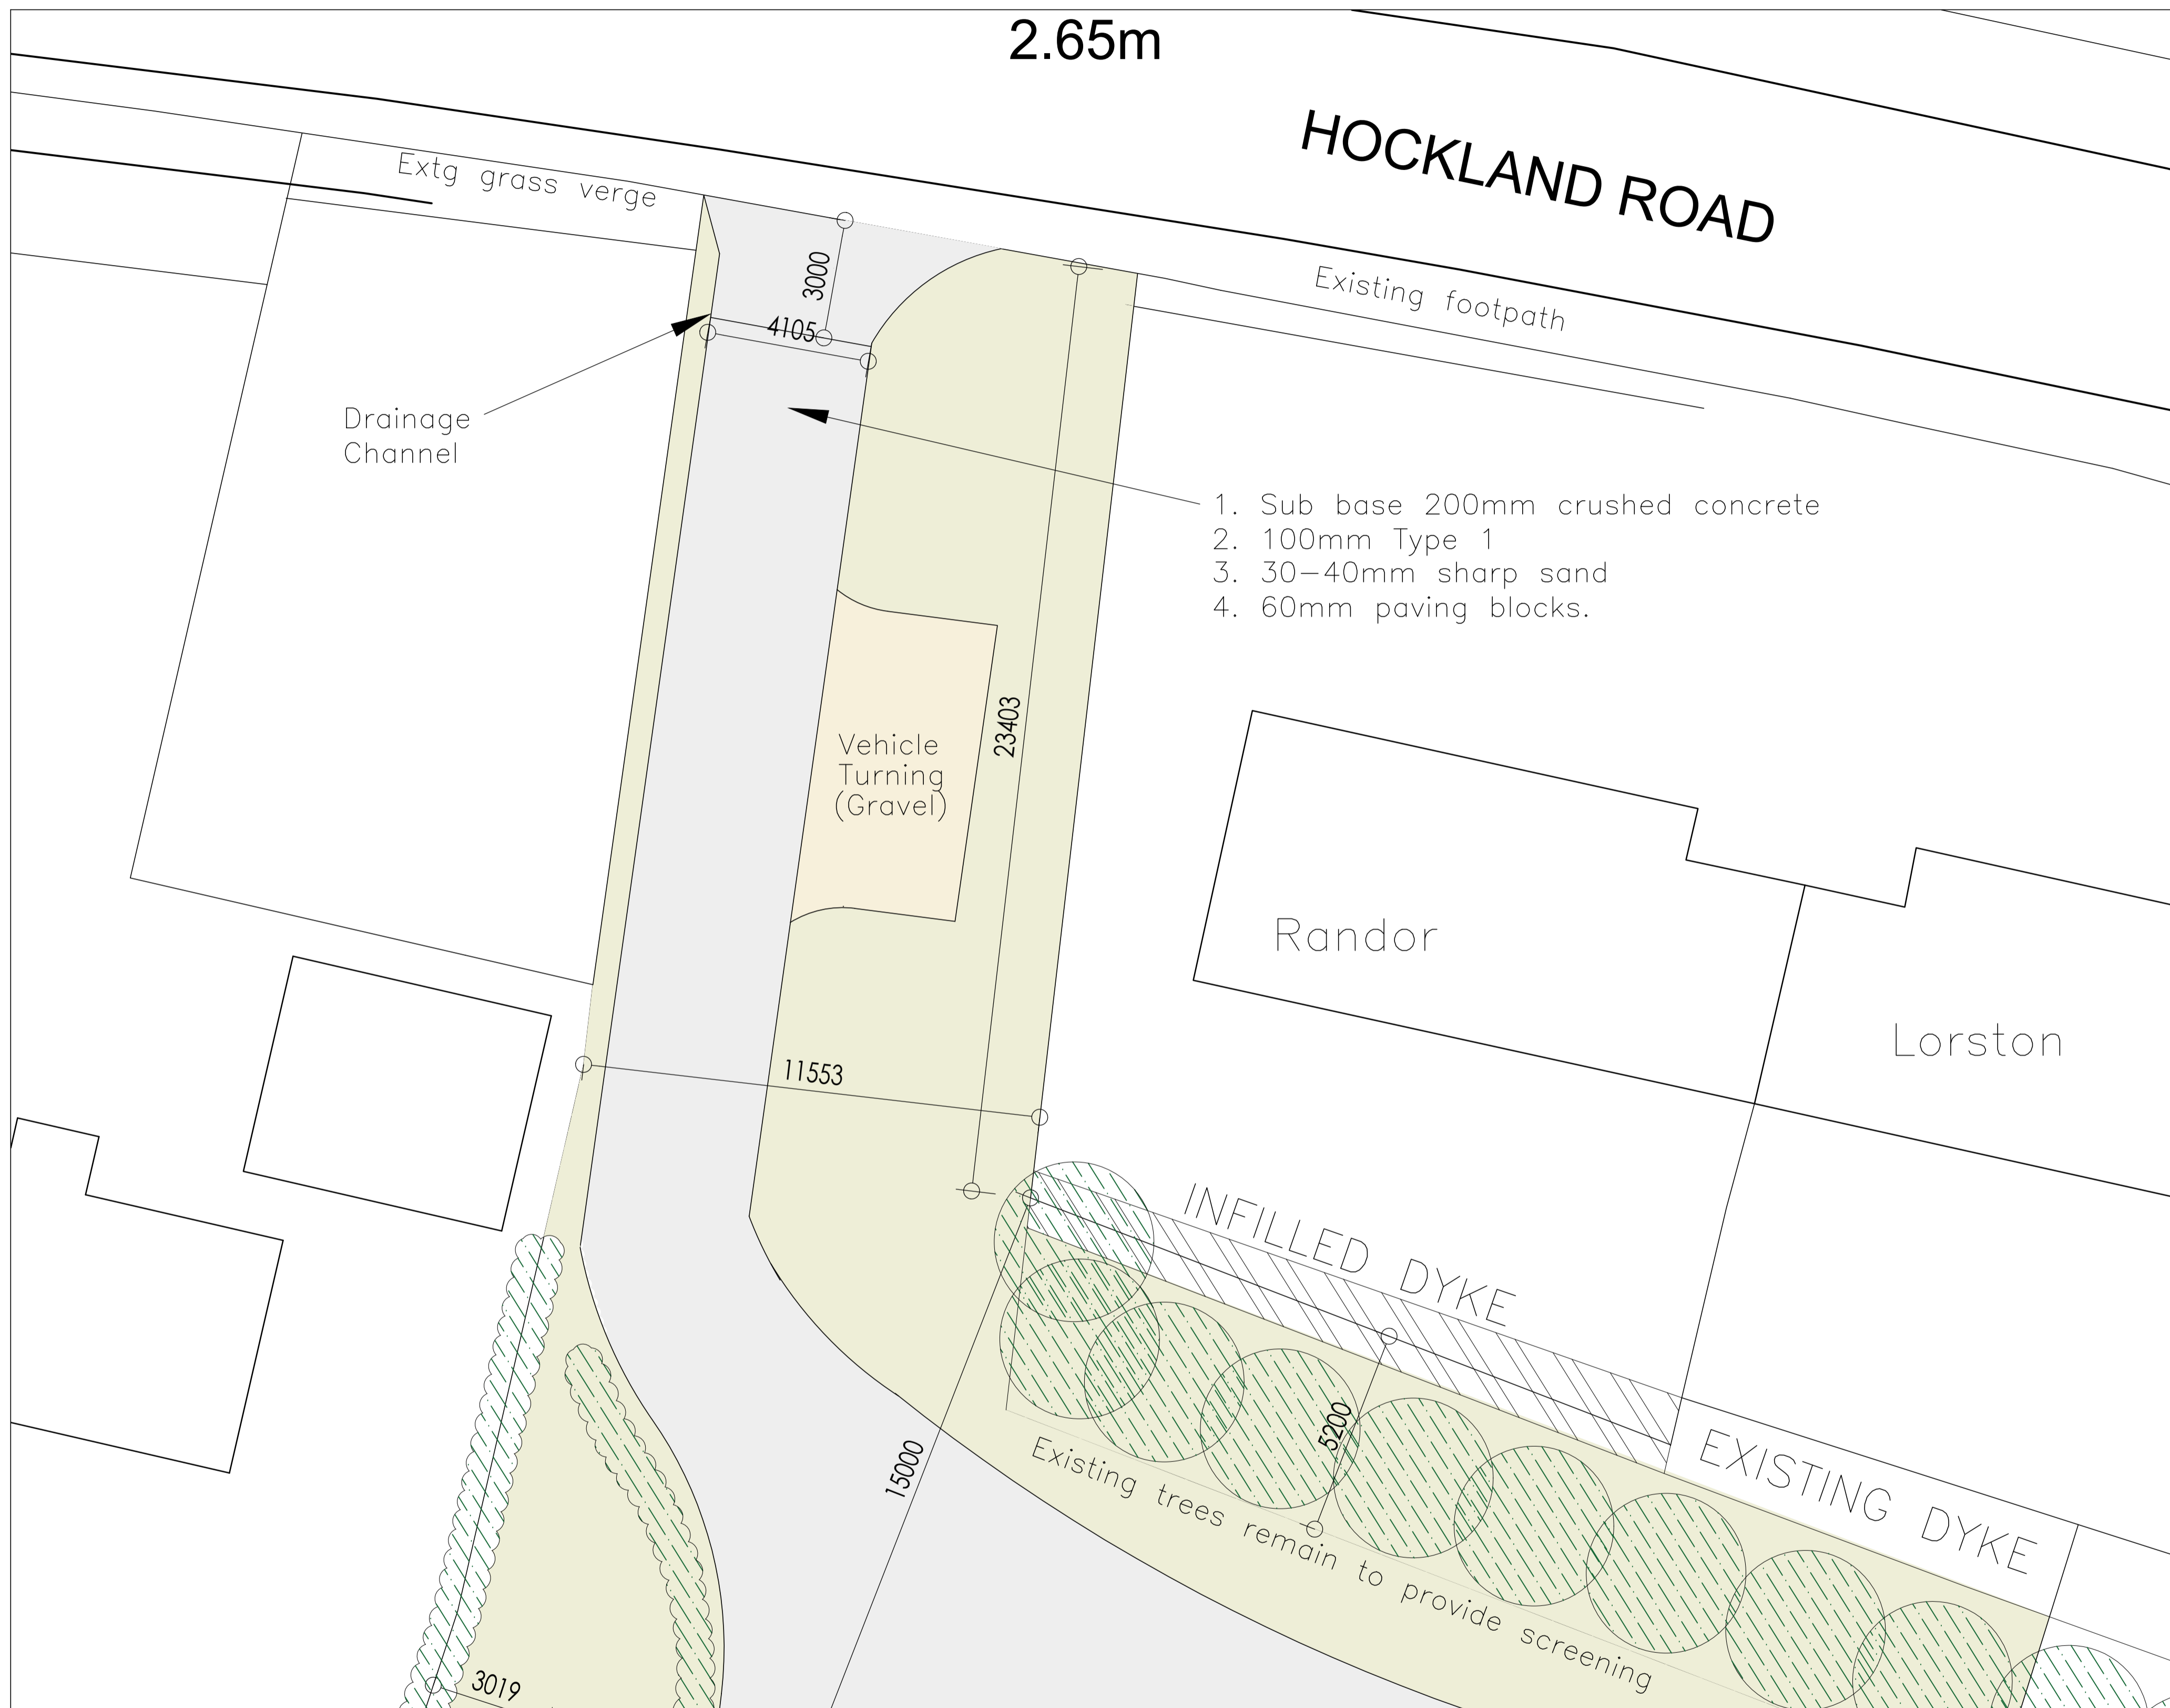 2.65m
HOCKLAND ROAD
Extg grass verge
Existing footpath
3000
4105
Drainage
Channel
1. Sub base 200mm crushed concrete
2. 100mm Type 1
3. 30-40mm sharp sand
4. 60mm paving blocks.
23403
Vehicle
Turning
(Gravel)
Randor
Lorston
11553
INFILLED DYKE
5200
15000
EXISTING DYKE
Existing trees remain to provide screening
3019